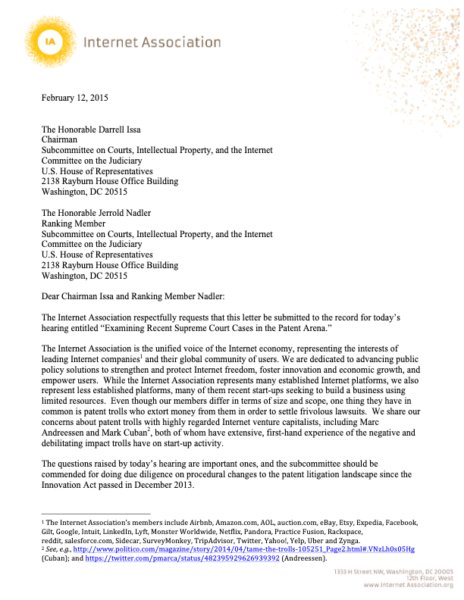 IA Internet Association
February 12, 2015
The Honorable Darrell Issa
Chairman
Subcommittee on Courts, Intellectual Property, and the Internet
Committee on the Judiciary
U.S. House of Representatives
2138 Rayburn House Office Building
Washington, DC 20515
The Honorable Jerrold Nadler
Ranking Member
Subcommittee on Courts, Intellectual Property, and the Internet
Committee on the Judiciary
U.S. House of Representatives
2138 Rayburn House Office Building
Washington, DC 20515
Dear Chairman Issa and Ranking Member Nadler:
The Internet Association respectfully requests that this letter be submitted to the record for today's
hearing entitled “Examining Recent Supreme Court Cases in the Patent Arena.”
The Internet Association is the unified voice of the Internet economy, representing the interests of
leading Internet companies1 and their global community of users. We are dedicated to advancing public
policy solutions to strengthen and protect Internet freedom, foster innovation and economic growth, and
empower users. While the Internet Association represents many established Internet platforms, we also
represent less established platforms, many of them recent start-ups seeking to build a business using
limited resources. Even though our members differ in terms of size and scope, one thing they have in
common is patent trolls who extort money from them in order to settle frivolous lawsuits. We share our
concerns about patent trolls with highly regarded Internet venture capitalists, including Marc
Andreessen and Mark Cuban2, both of whom have extensive, first-hand experience of the negative and
debilitating impact trolls have on start-up activity.
The questions raised by today's hearing are important ones, and the subcommittee should be
commended for doing due diligence on procedural changes to the patent litigation landscape since the
Innovation Act passed in December 2013.
1 The Internet Association's members include Airbnb, Amazon.com, AOL, auction.com, eBay, Etsy, Expedia, Facebook,
Gilt, Google, Intuit, LinkedIn, Lyft, Monster Worldwide, Netflix, Pandora, Practice Fusion, Rackspace,
reddit, salesforce.com, Sidecar, SurveyMonkey, TripAdvisor, Twitter, Yahoo!, Yelp, Uber and Zynga.
2 See, e.g., http://www.politico.com/magazine/story/2014/04/tame-the-trolls-105251_Page2.html#.VNzLh0s05Hg
(Cuban); and https://twitter.com/pmarca/status/482395929626939392 (Andreesen).
1333 H Street NW, Washington, DC 20005
12th Floor, West
www.internet.Association.org